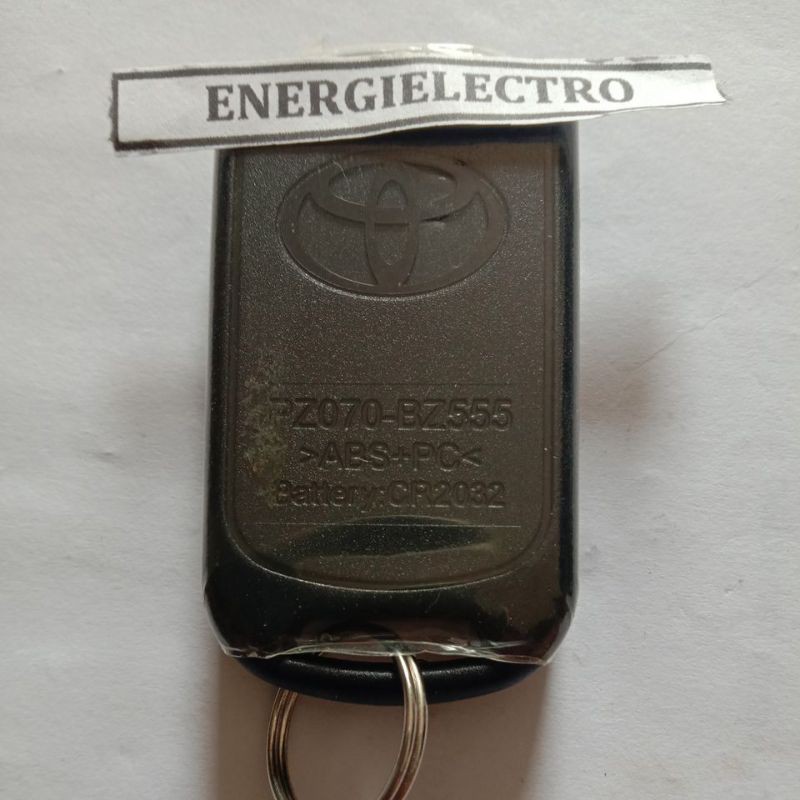 ENERGIELECTRO
PZ070-BZ555
>ABS+PC<
Battery:CR2032